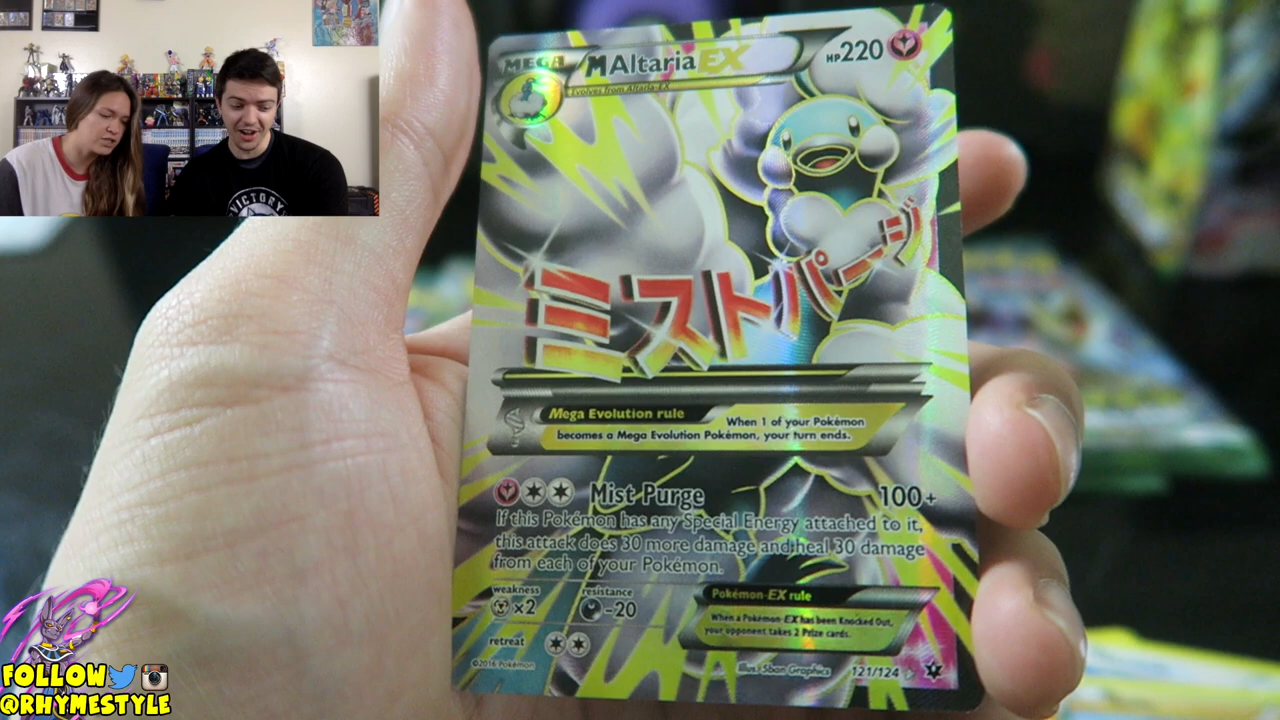 MEGA MAltariaEX HP220
Evolves from Altaria-EX
ミストパージ
Mega Evolution rule
When 1 of your Pokémon
becomes a Mega Evolution Pokémon, your turn ends.
Mist Purge 100+
If this Pokémon has any Special Energy attached to it,
this attack does 30 more damage and heal 30 damage
from each of your Pokémon.
weakness resistance
×2 -20
Pokémon-EX rule
When a Pokémon-EX has been Knocked Out,
your opponent takes 2 Prize cards.
retreat
©2016 Pokémon
Illus. 5ban Graphics 121/124
VICTORY
FOLLOW
@RHYMESTYLE